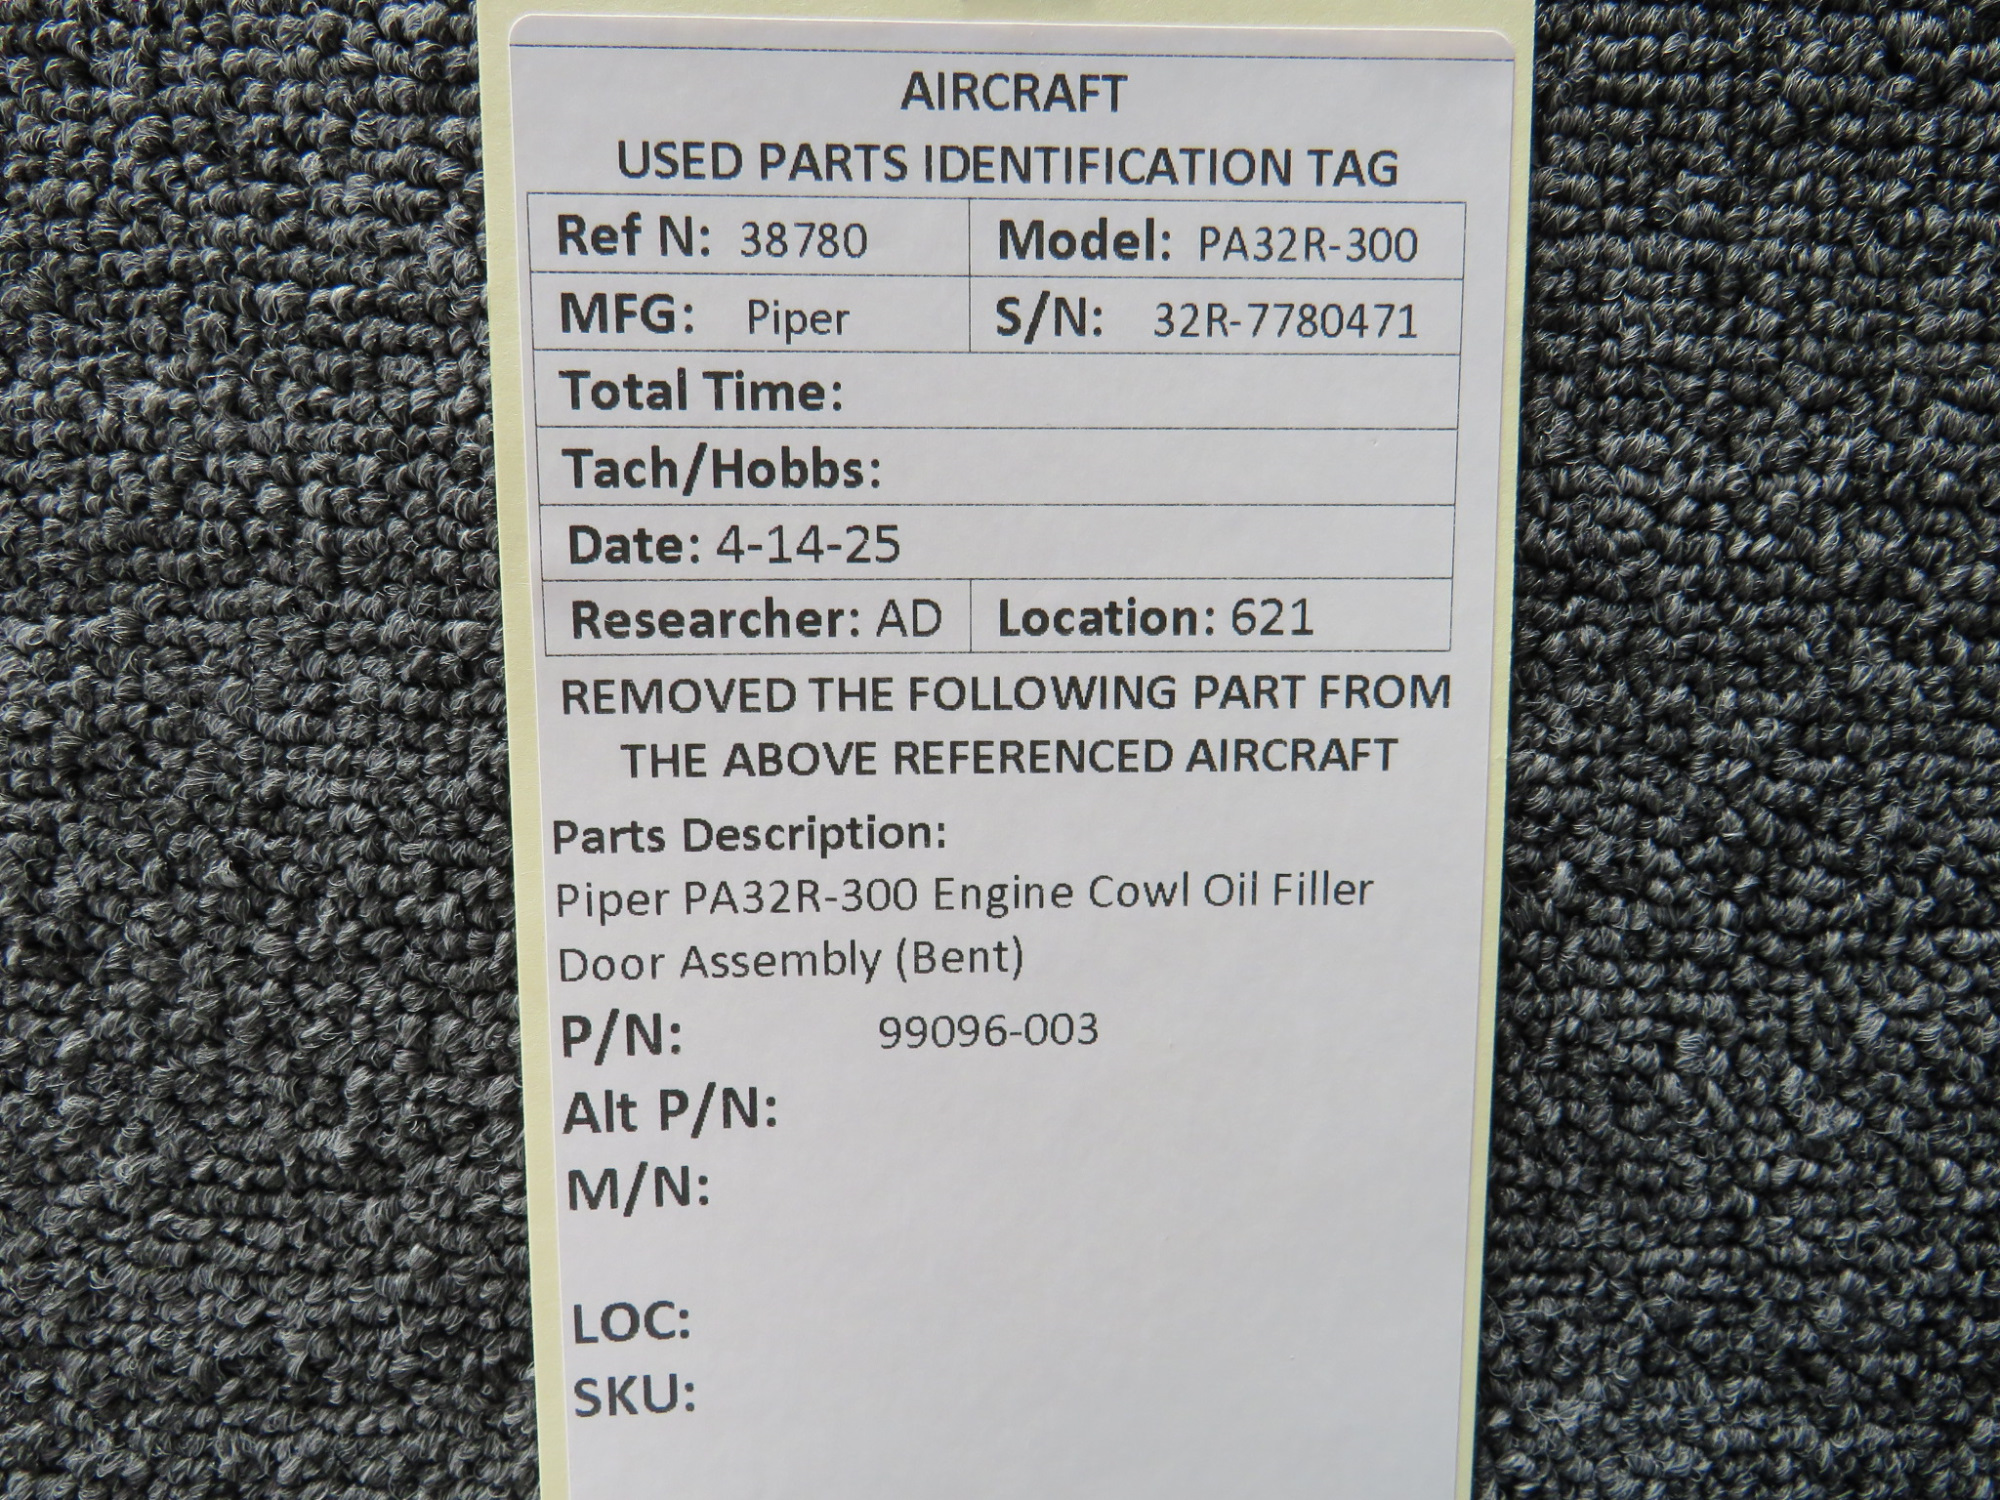 AIRCRAFT
USED PARTS IDENTIFICATION TAG
Ref N: 38780 Model: PA32R-300
MFG: Piper S/N: 32R-7780471
Total Time:
Tach/Hobbs:
Date: 4-14-25
Researcher: AD Location: 621
REMOVED THE FOLLOWING PART FROM
THE ABOVE REFERENCED AIRCRAFT
Parts Description:
Piper PA32R-300 Engine Cowl Oil Filler
Door Assembly (Bent)
P/N: 99096-003
Alt P/N:
M/N:
LOC:
SKU: